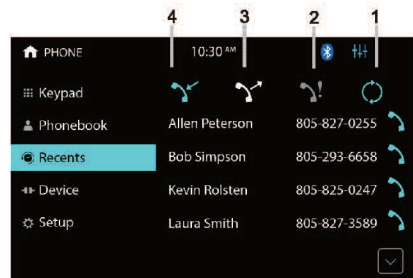 4 3 2 1
PHONE 10:30 AM
Keypad
Phonebook Allen Peterson 805-827-0255
Recents Bob Simpson 805-293-6658
Device Kevin Rolsten 805-825-0247
Setup Laura Smith 805-827-3589